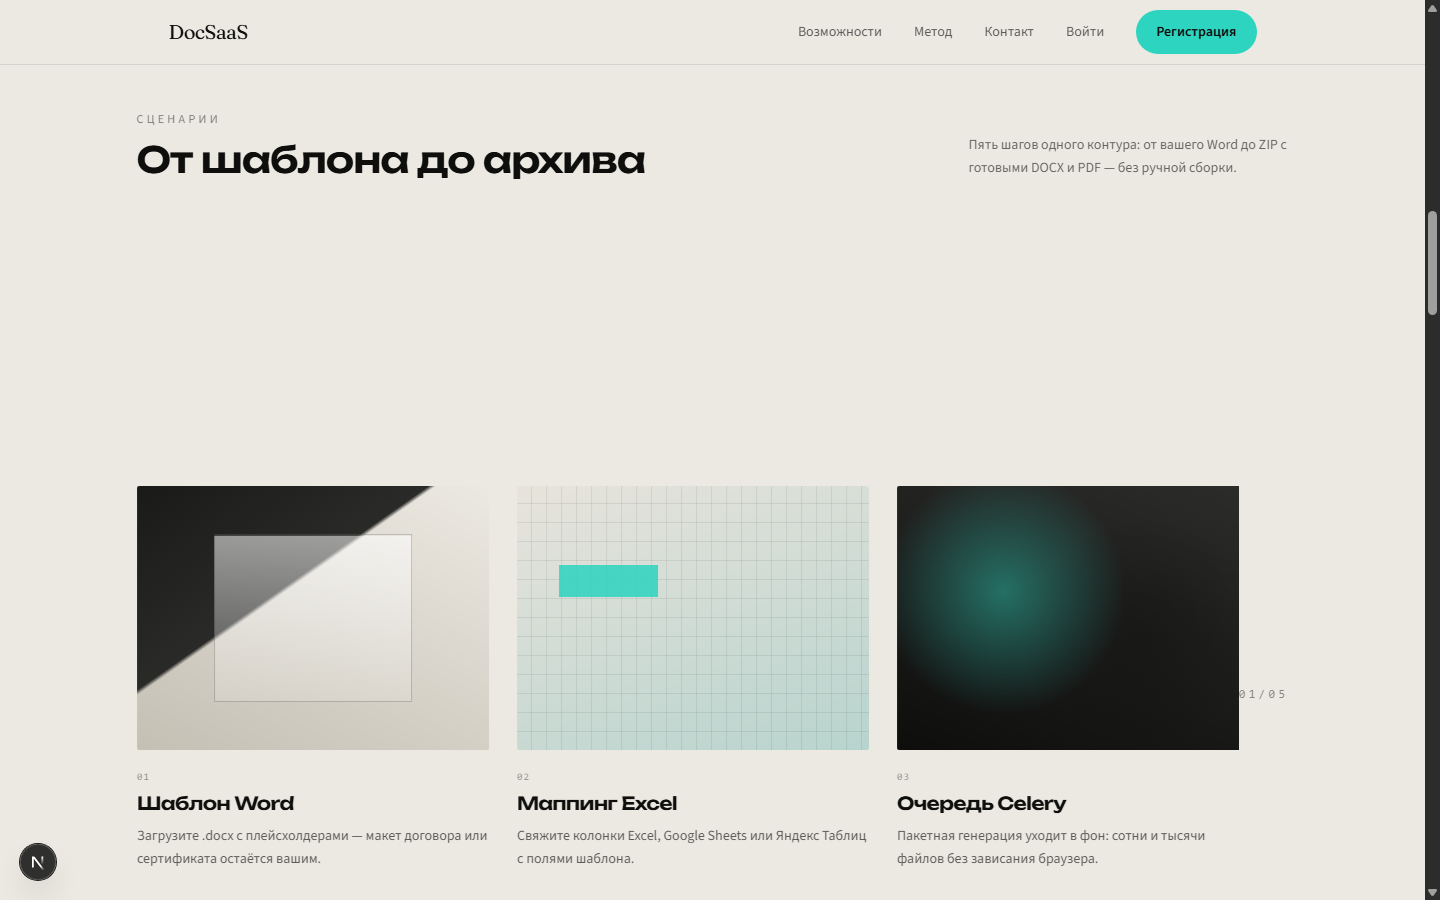 DocSaaS
Возможности
Метод
Контакт
Войти
Регистрация
СЦЕНАРИИ
От шаблона до архива
Пять шагов одного контура: от вашего Word до ZIP с
готовыми DOCX и PDF — без ручной сборки.
01/05
01
Шаблон Word
Загрузите .docx с плейсхолдерами — макет договора или
сертификата остаётся вашим.
02
Маппинг Excel
Свяжите колонки Excel, Google Sheets или Яндекс Таблиц
с полями шаблона.
03
Очередь Celery
Пакетная генерация уходит в фон: сотни и тысячи
файлов без зависания браузера.
N